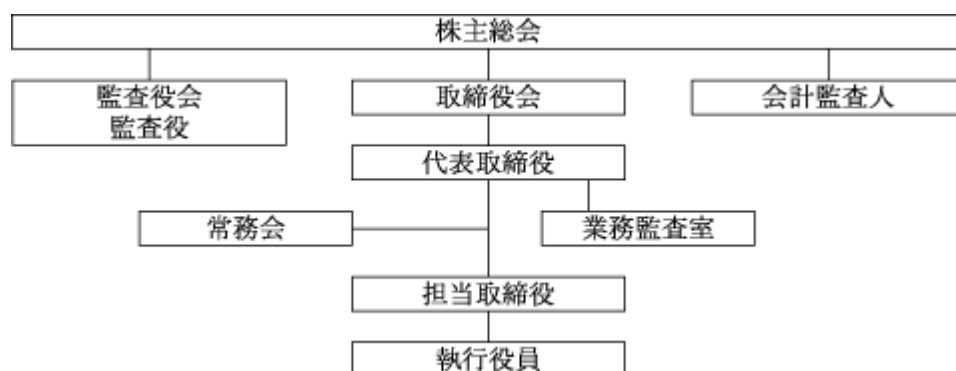 株主総会
監査役会
監査役
取締役会
会計監査人
代表取締役
常務会
業務監査室
担当取締役
執行役員